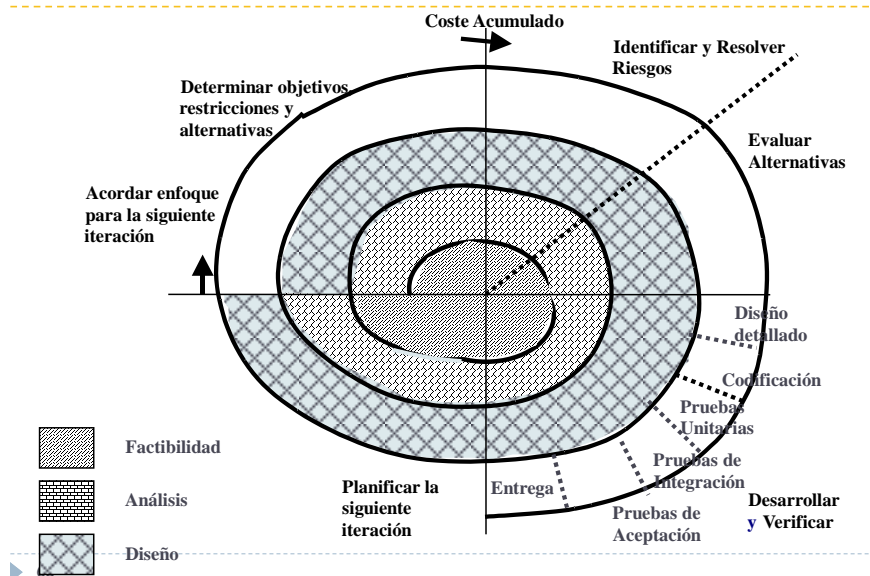 Coste Acumulado
Identificar y Resolver
Riesgos
Determinar objetivos,
restricciones y
alternativas
Evaluar
Alternativas
Acordar enfoque
para la siguiente
iteración
Diseño
detallado
Codificación
Pruebas
Unitarias
Pruebas de
Integración
Entrega
Pruebas de
Aceptación
Desarrollar
y Verificar
Planificar la
siguiente
iteración
Factibilidad
Análisis
Diseño